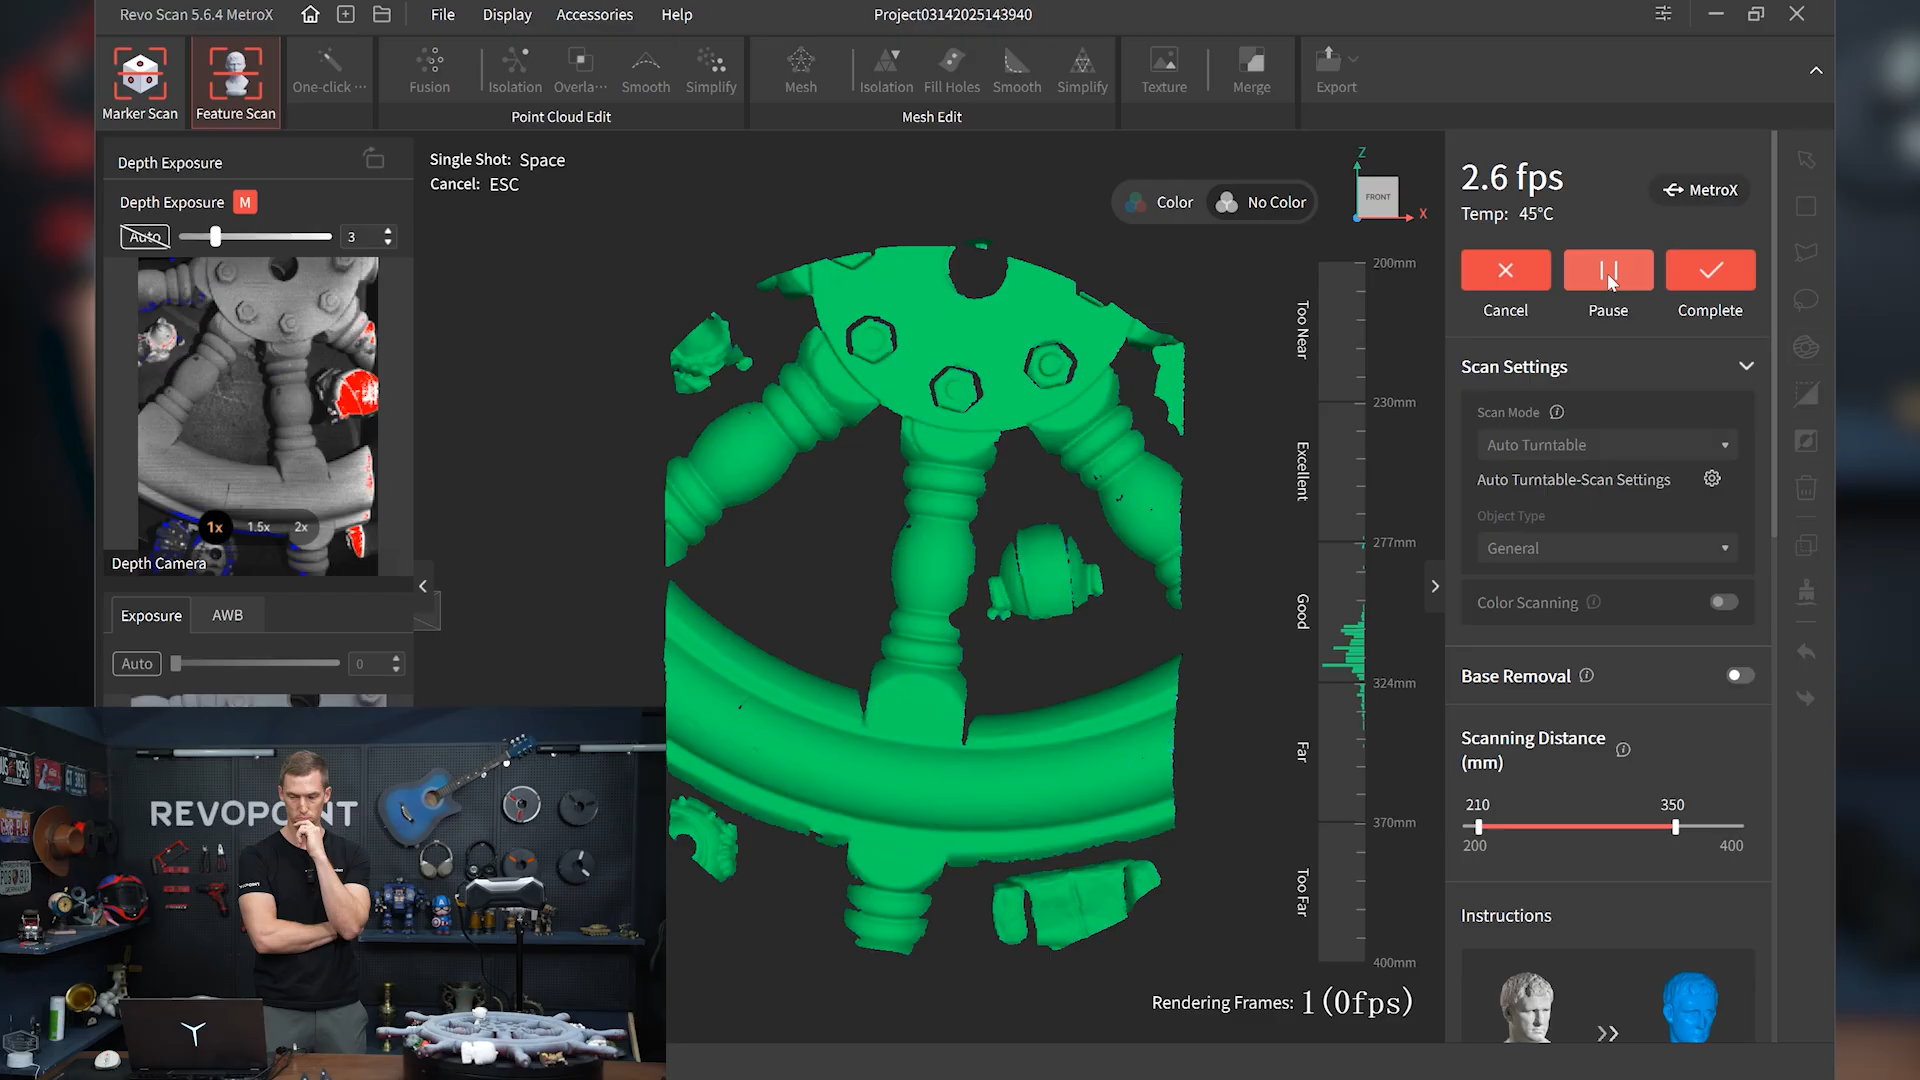 Revo Scan 5.6.4 MetroX
File
Display
Accessories
Help
Project03142025143940
Marker Scan
Feature Scan
One-click ···
Fusion
Isolation
Overla···
Smooth
Simplify
Point Cloud Edit
Mesh
Isolation
Fill Holes
Smooth
Simplify
Mesh Edit
Texture
Merge
Export
Depth Exposure
Depth Exposure M
Auto
3
1x
1.5x
2x
Depth Camera
Exposure
AWB
Auto
0
Single Shot: Space
Cancel: ESC
Color
No Color
Z
FRONT
X
200mm
Too Near
230mm
Excellent
277mm
Good
324mm
Far
370mm
Too Far
400mm
Rendering Frames: 1(0fps)
2.6 fps
MetroX
Temp: 45°C
Cancel
Pause
Complete
Scan Settings
Scan Mode
Auto Turntable
Auto Turntable-Scan Settings
Object Type
General
Color Scanning
Base Removal
Scanning Distance
(mm)
210
350
200
400
Instructions
REVOPOINT